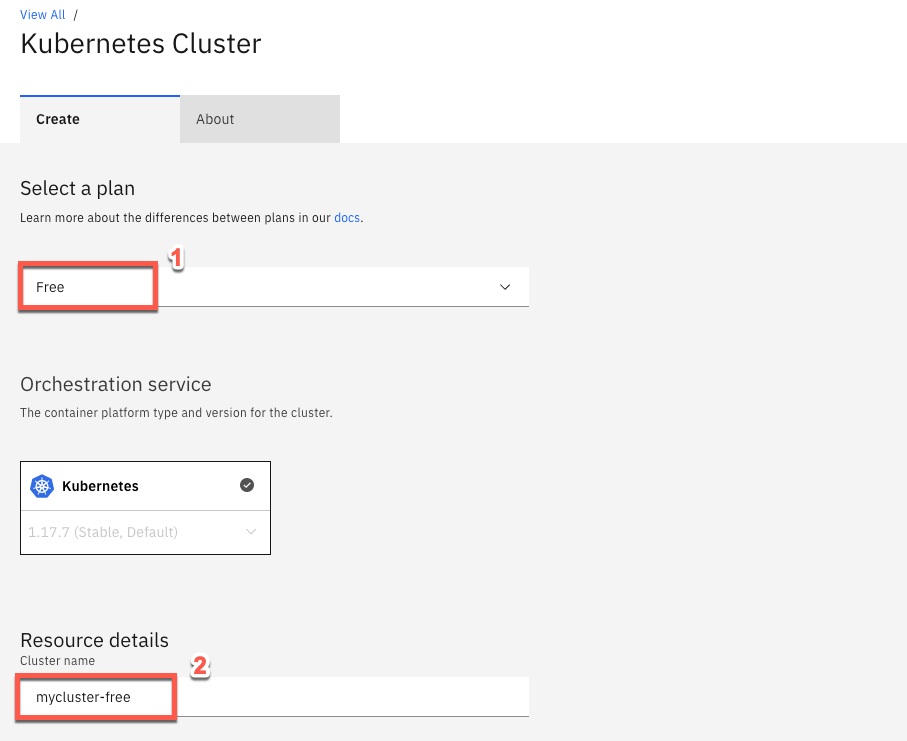 View All /
Kubernetes Cluster
Create
About
Select a plan
Learn more about the differences between plans in our docs.
1
Free
Orchestration service
The container platform type and version for the cluster.
Kubernetes
1.17.7 (Stable, Default)
Resource details
Cluster name
2
mycluster-free